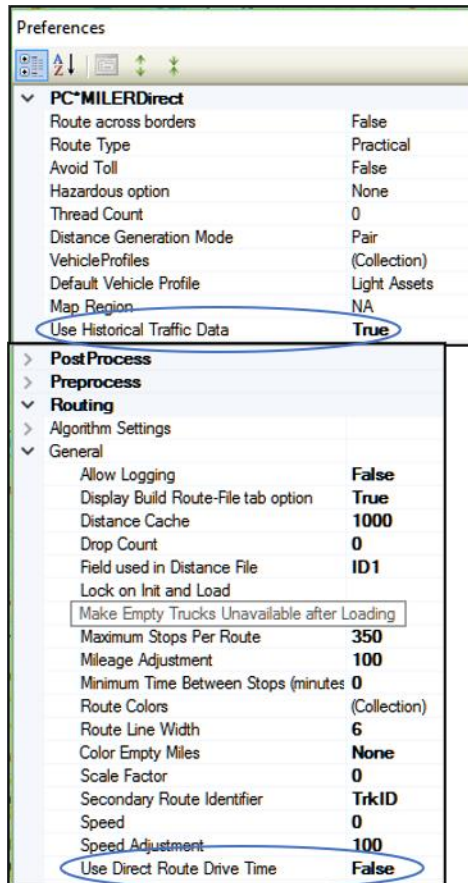 Preferences
PC*MILERDirect
Route across borders False
Route Type Practical
Avoid Toll False
Hazardous option None
Thread Count 0
Distance Generation Mode Pair
VehicleProfiles (Collection)
Default Vehicle Profile Light Assets
Map Region NA
Use Historical Traffic Data True
PostProcess
Preprocess
Routing
Algorithm Settings
General
Allow Logging False
Display Build Route-File tab option True
Distance Cache 1000
Drop Count 0
Field used in Distance File ID1
Lock on Init and Load
Make Empty Trucks Unavailable after Loading
Maximum Stops Per Route 350
Mileage Adjustment 100
Minimum Time Between Stops (minutes 0
Route Colors (Collection)
Route Line Width 6
Color Empty Miles None
Scale Factor 0
Secondary Route Identifier TrkID
Speed 0
Speed Adjustment 100
Use Direct Route Drive Time False